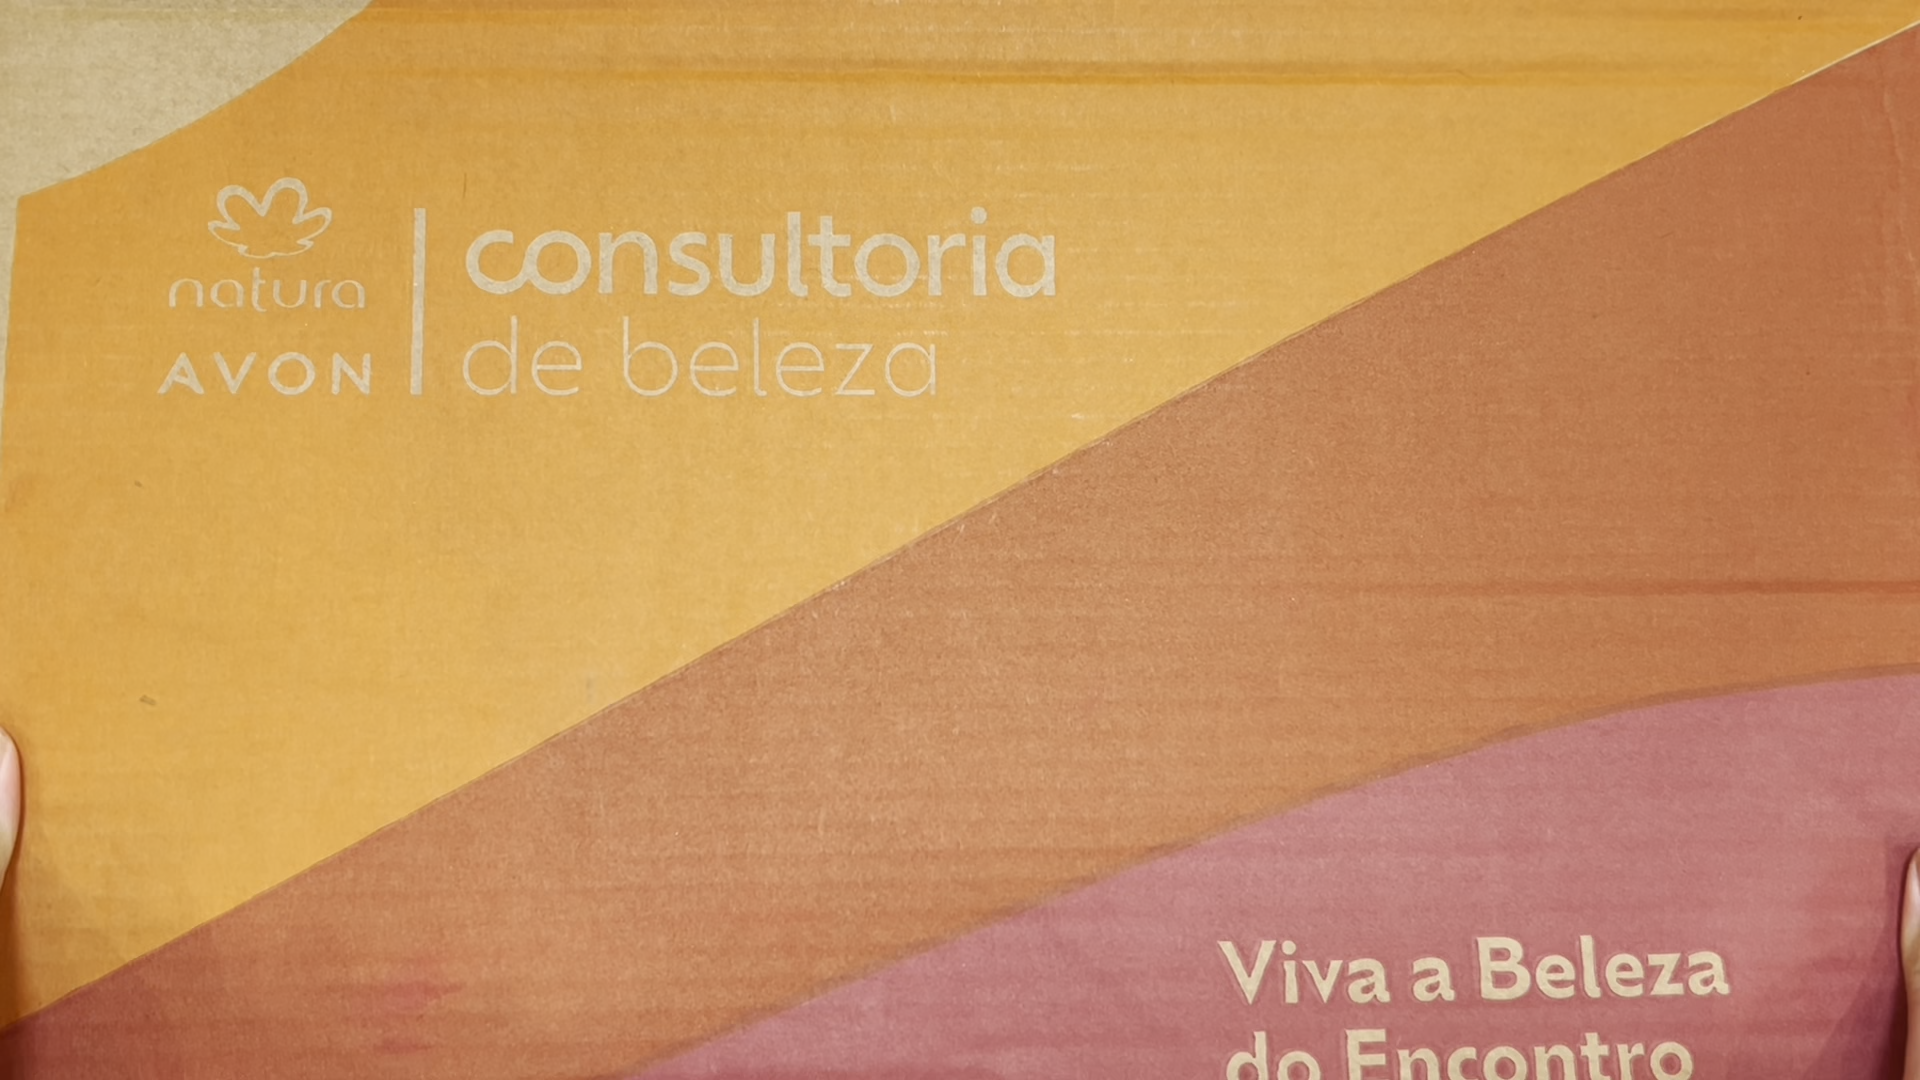 natura
AVON
consultoria
de beleza
Viva a Beleza
do Encontro